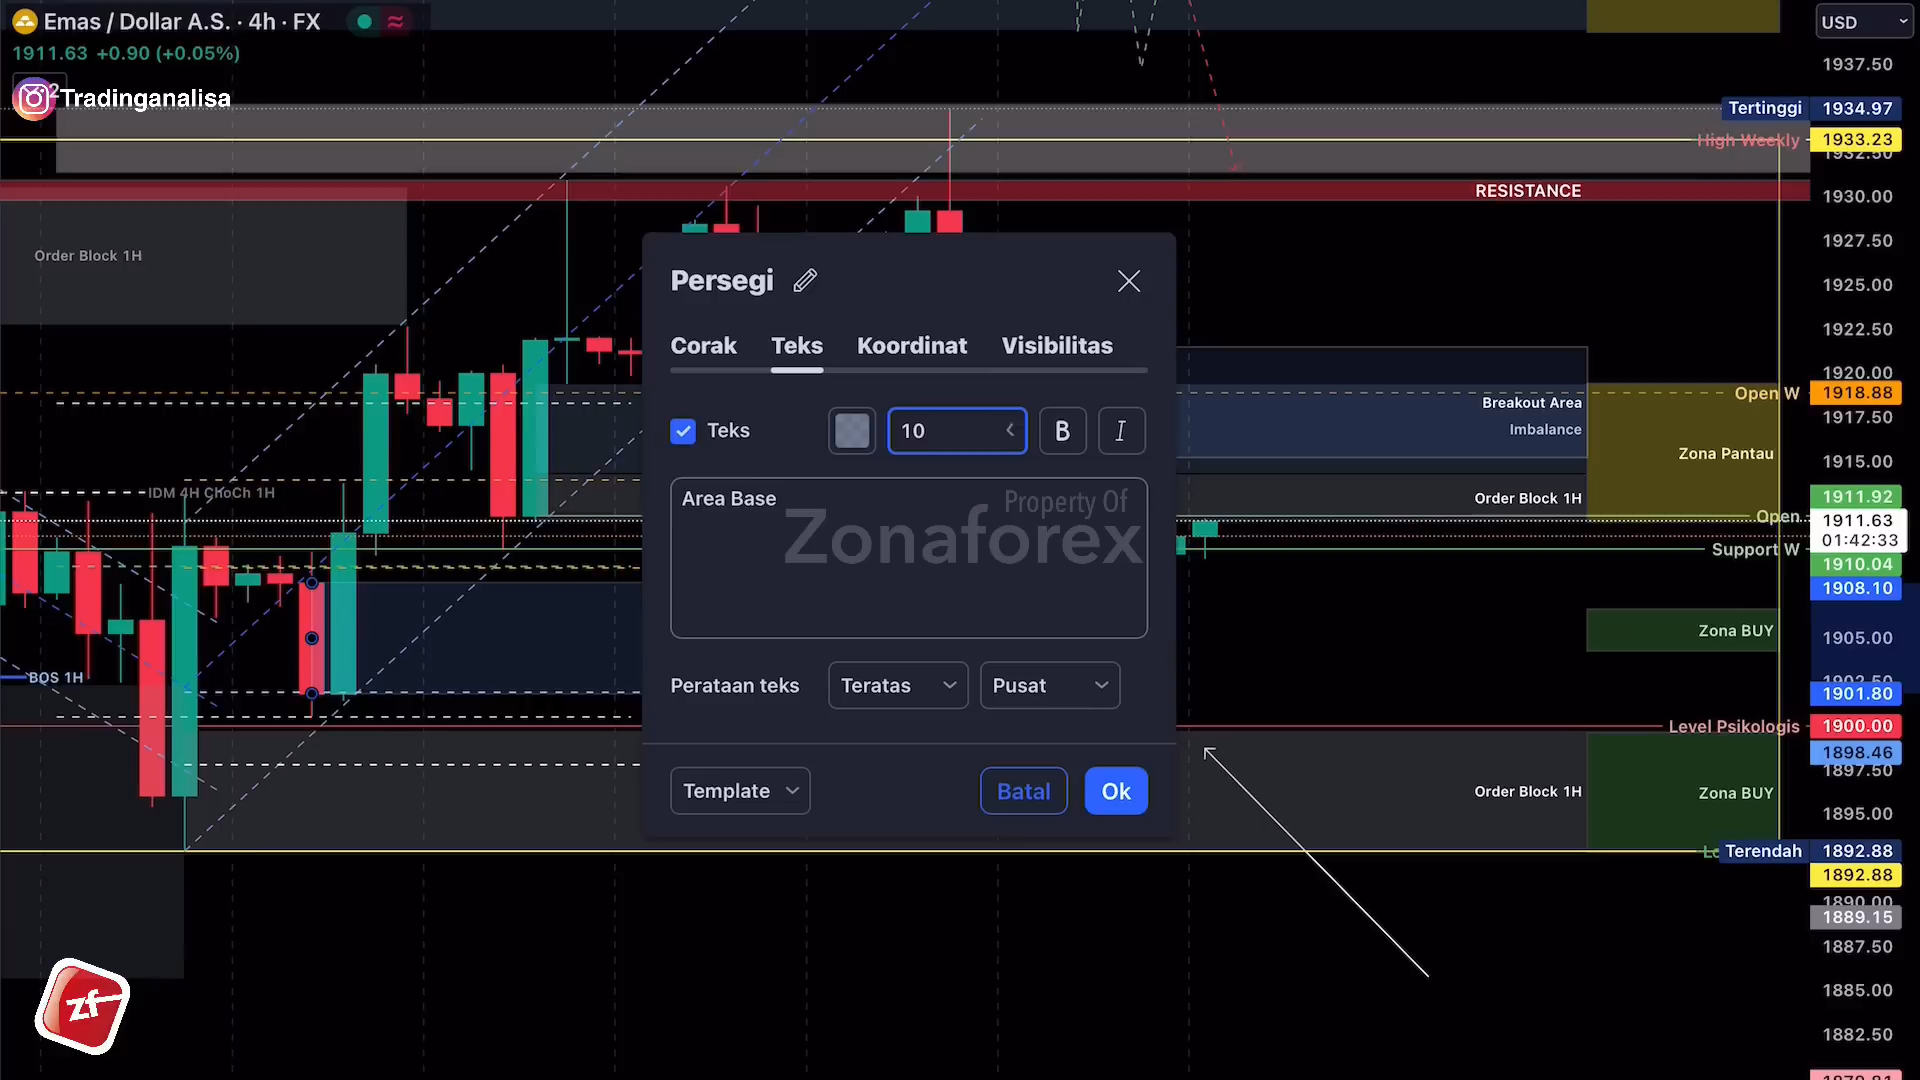 Emas / Dollar A.S. · 4h · FX
1911.63 +0.90 (+0.05%)
2
Tradinganalisa
USD
1937.50
Tertinggi 1934.97
High Weekly 1933.23
1932.50
RESISTANCE
1930.00
1927.50
Order Block 1H
1925.00
1922.50
1920.00
Open W 1918.88
1917.50
Breakout Area
Imbalance
Zona Pantau
1915.00
Order Block 1H
1911.92
Open
1911.63
01:42:33
Support W
1910.04
1908.10
IDM 4H ChoCh 1H
BOS 1H
Zona BUY
1905.00
1902.50
1901.80
Level Psikologis 1900.00
1898.46
1897.50
Order Block 1H
Zona BUY
1895.00
Terendah 1892.88
1892.88
1890.00
1889.15
1887.50
1885.00
1882.50
Persegi
Corak Teks Koordinat Visibilitas
Teks 10 B I
Area Base
Property Of
Zonaforex
Perataan teks Teratas Pusat
Template Batal Ok
zf